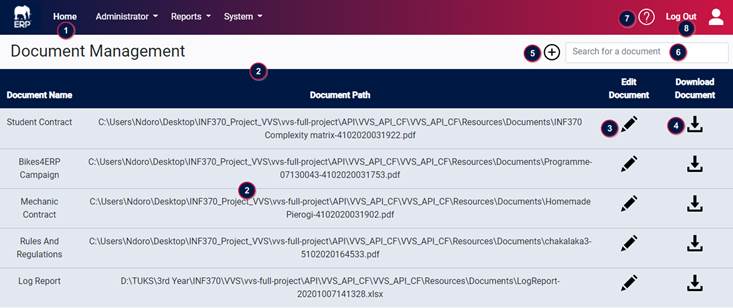 Home Administrator Reports System 7 ? Log Out
ERP
1 8
Document Management 5 Search for a document 6
2
Edit Download
Document Name Document Path Document Document
Student Contract C:\Users\Ndoro\Desktop\INF370_Project_VVS\vvs-full-project\API\VVS_API_CF\VVS_API_CF\Resources\Documents\INF370 3 4
Complexity matrix-4102020031922.pdf
Bikes4ERP C:\Users\Ndoro\Desktop\INF370_Project_VVS\vvs-full-project\API\VVS_API_CF\VVS_API_CF\Resources\Documents\Programme-
Campaign 07130043-4102020031753.pdf
2
Mechanic C:\Users\Ndoro\Desktop\INF370_Project_VVS\vvs-full-project\API\VVS_API_CF\VVS_API_CF\Resources\Documents\Homemade
Contract Pierogi-4102020031902.pdf
Rules And C:\Users\Ndoro\Desktop\INF370_Project_VVS\vvs-full-project\API\VVS_API_CF\VVS_API_CF\Resources\Documents\chakalaka3-
Regulations 5102020164533.pdf
Log Report D:\TUKS\3rd Year\INF370\VVS\vvs-full-project\API\VVS_API_CF\VVS_API_CF\Resources\Documents\LogReport-
20201007141328.xlsx